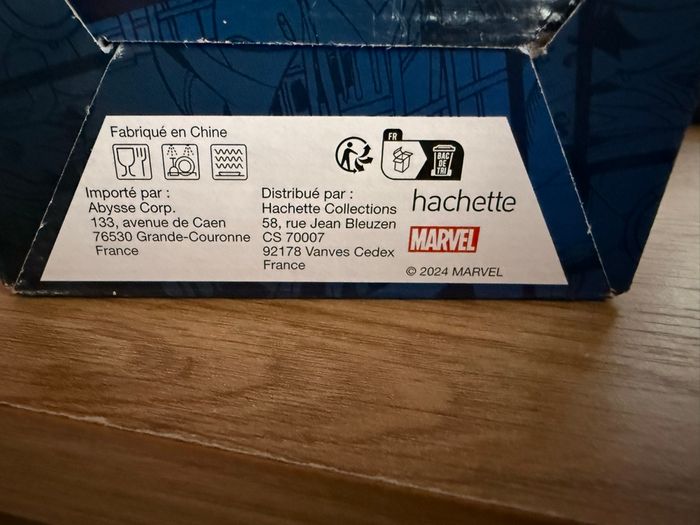 Fabriqué en Chine
Importé par :
Abysse Corp.
133, avenue de Caen
76530 Grande-Couronne
France
Distribué par :
Hachette Collections
58, rue Jean Bleuzen
CS 70007
92178 Vanves Cedex
France
FR
BAC
DE
TRI
hachette
MARVEL
© 2024 MARVEL